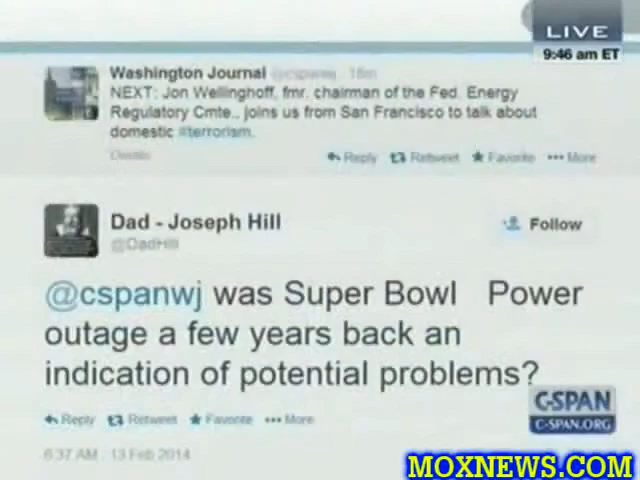 LIVE
9:46 am ET
Washington Journal @cspanwj 16m
NEXT: Jon Wellinghoff, fmr. chairman of the Fed. Energy
Regulatory Cmte., joins us from San Francisco to talk about
domestic #terrorism.
Details
Reply Retweet Favorite More
Dad - Joseph Hill
@DadHill
Follow
@cspanwj was Super Bowl Power
outage a few years back an
indication of potential problems?
Reply Retweet Favorite More
6:37 AM - 13 Feb 2014
C-SPAN
C-SPAN.ORG
MOXNEWS.COM